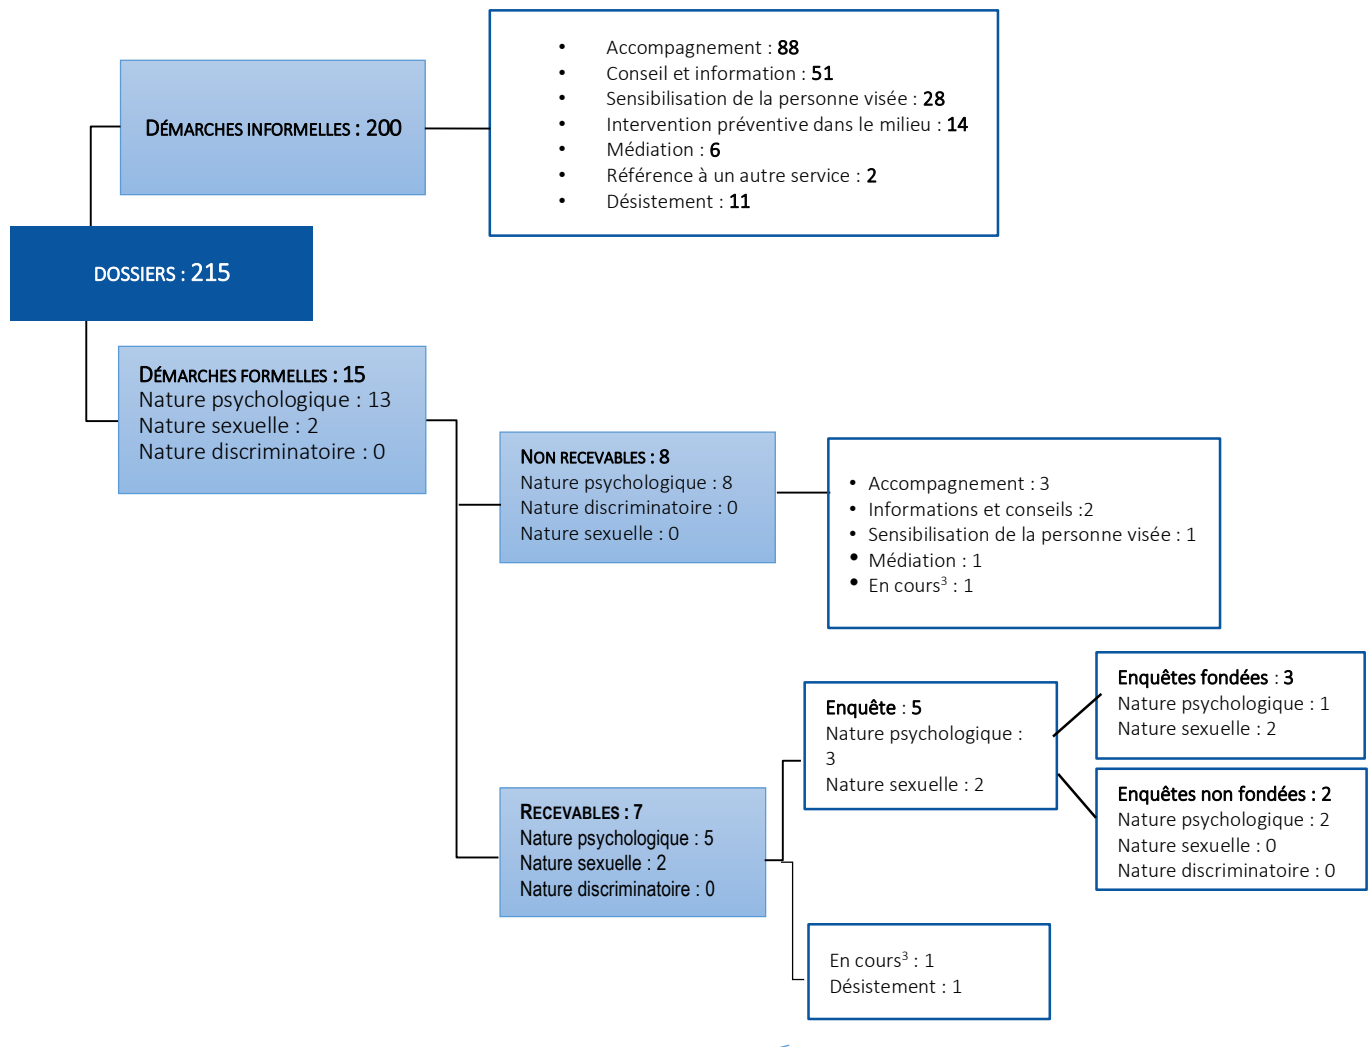 • Accompagnement : 88
• Conseil et information : 51
• Sensibilisation de la personne visée : 28
• Intervention préventive dans le milieu : 14
• Médiation : 6
• Référence à un autre service : 2
• Désistement : 11
DÉMARCHES INFORMELLES : 200
DOSSIERS : 215
DÉMARCHES FORMELLES : 15
Nature psychologique : 13
Nature sexuelle : 2
Nature discriminatoire : 0
NON RECEVABLES : 8
Nature psychologique : 8
Nature discriminatoire : 0
Nature sexuelle : 0
• Accompagnement : 3
• Informations et conseils :2
• Sensibilisation de la personne visée : 1
• Médiation : 1
• En cours³ : 1
RECEVABLES : 7
Nature psychologique : 5
Nature sexuelle : 2
Nature discriminatoire : 0
Enquête : 5
Nature psychologique :
3
Nature sexuelle : 2
Enquêtes fondées : 3
Nature psychologique : 1
Nature sexuelle : 2
Enquêtes non fondées : 2
Nature psychologique : 2
Nature sexuelle : 0
Nature discriminatoire : 0
En cours³ : 1
Désistement : 1